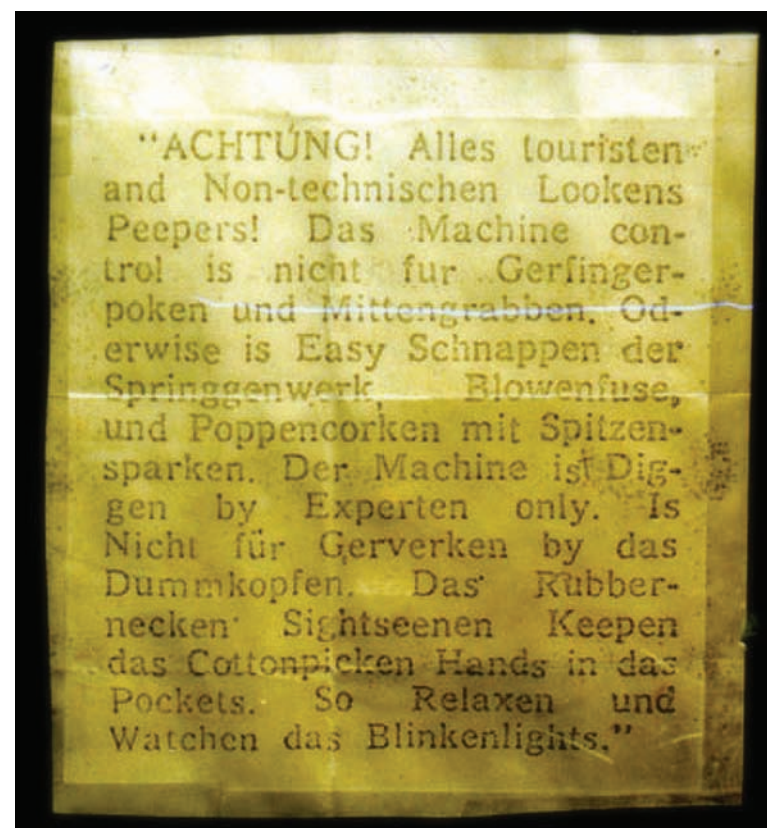 “ACHTÚNG! Alles touristen
and Non-technischen Lookens
Peepers! Das Machine con-
trol is nicht fur Gerfinger-
poken und Mittengrabben. Od-
erwise is Easy Schnappen der
Springgenwerk, Blowenfuse,
und Poppencorken mit Spitzen-
sparken. Der Machine ist Dig-
gen by Experten only. Is
Nicht für Gerverken by das
Dummkopfen. Das Rubber-
necken Sightseenen Keepen
das Cottonpicken Hands in das
Pockets. So Relaxen und
Watchen das Blinkenlights.”